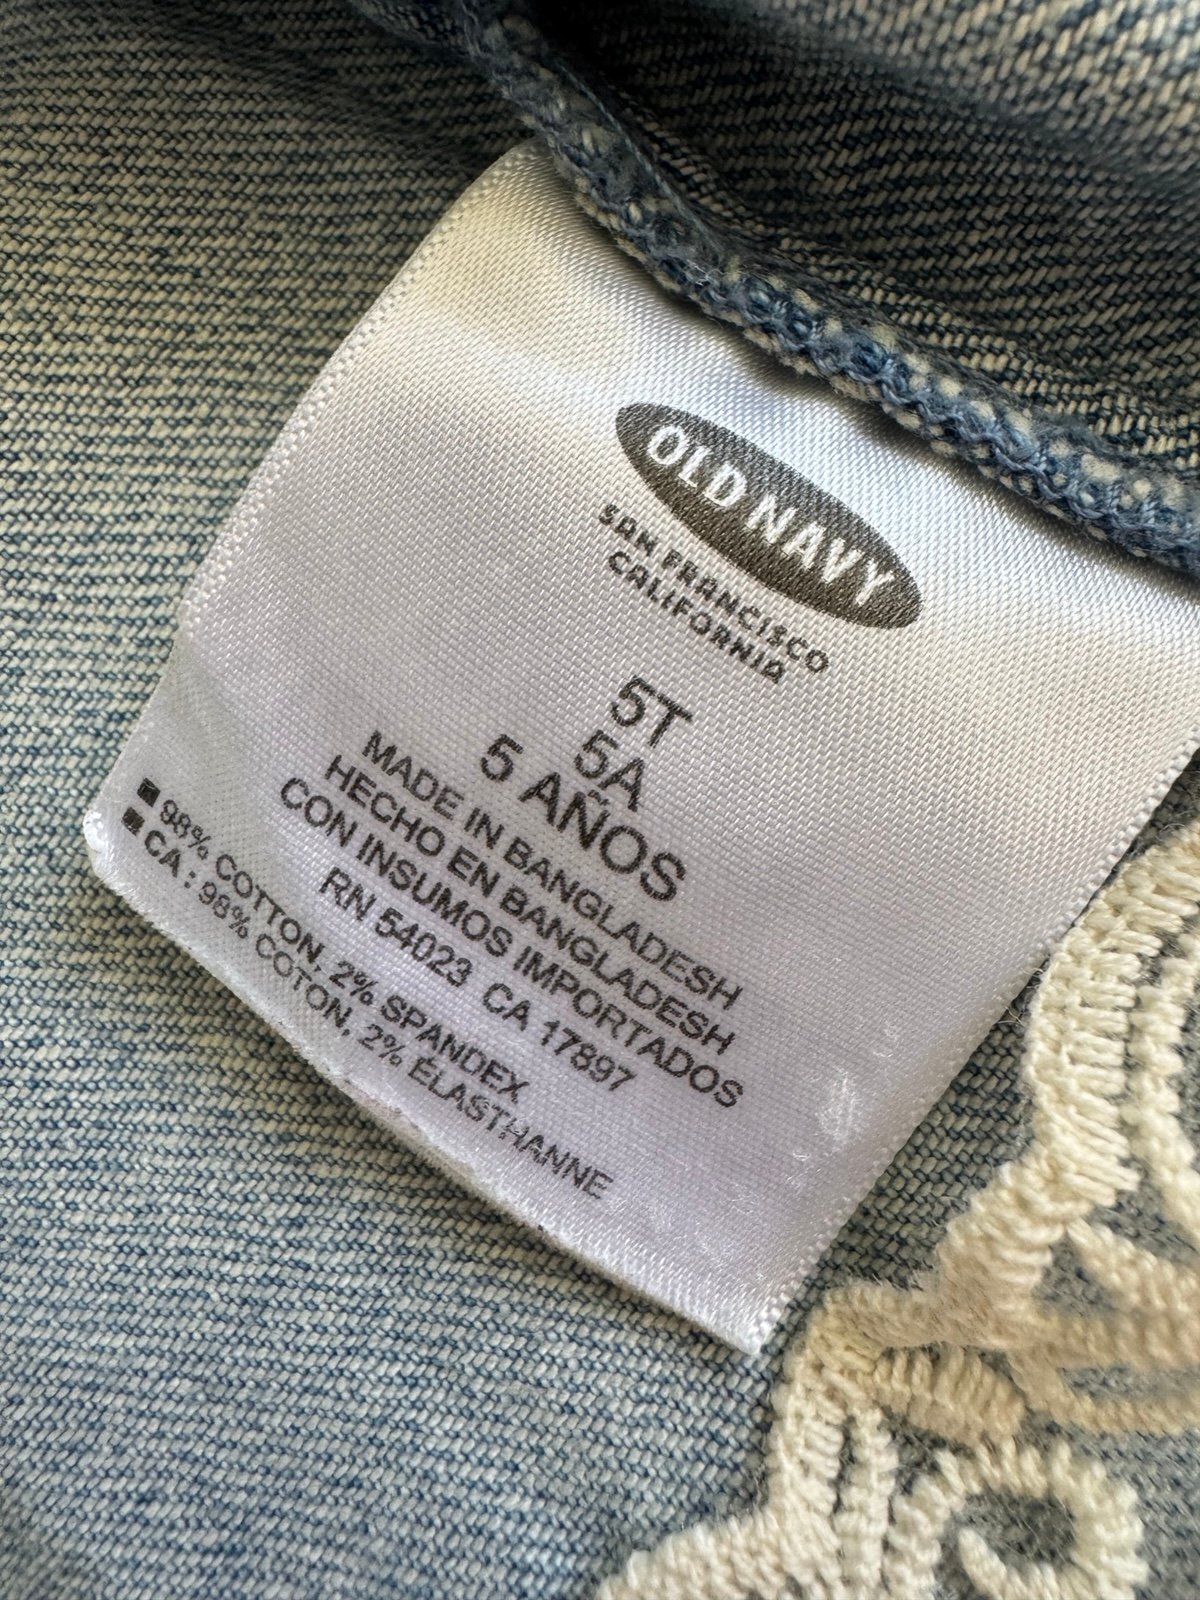 OLD NAVY
SAN FRANCISCO
CALIFORNIA
5T
5A
5 AÑOS
MADE IN BANGLADESH
HECHO EN BANGLADESH
CON INSUMOS IMPORTADOS
RN 54023 CA 17897
■ 98% COTTON, 2% SPANDEX
■ CA : 98% COTON, 2% ÉLASTHANNE